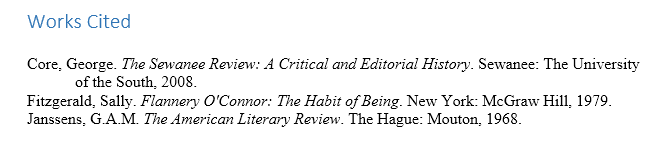 Works Cited
Core, George. The Sewanee Review: A Critical and Editorial History. Sewanee: The University
of the South, 2008.
Fitzgerald, Sally. Flannery O'Connor: The Habit of Being. New York: McGraw Hill, 1979.
Janssens, G.A.M. The American Literary Review. The Hague: Mouton, 1968.